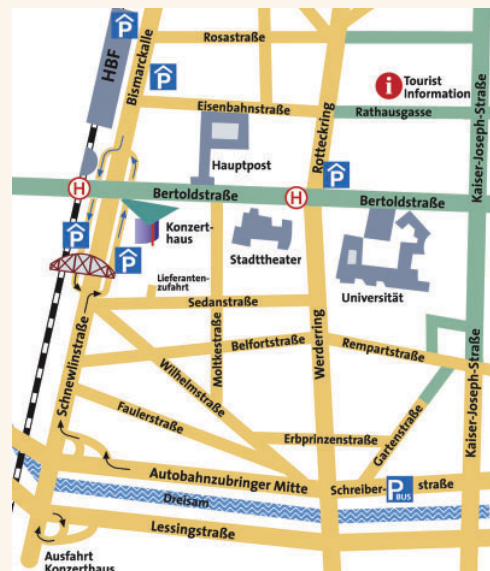 P
Rosastraße
HBF
Bismarckallee
P
i Tourist
Information
Eisenbahnstraße
Rathausgasse
Rotteckring
Kaiser-Joseph-Straße
Hauptpost
P
H
Bertoldstraße
H
Bertoldstraße
P
Konzert-
haus
P
Stadttheater
Lieferanten-
zufahrt
Universität
Sedanstraße
Moltkestraße
Schnewlinstraße
Belfortstraße
Rempartstraße
Werderring
Wilhelmstraße
Kaiser-Joseph-Straße
Faulerstraße
Gartenstraße
Erbprinzenstraße
Autobahnzubringer Mitte
Schreiber- P BUS straße
Dreisam
Lessingstraße
Ausfahrt
Konzerthaus